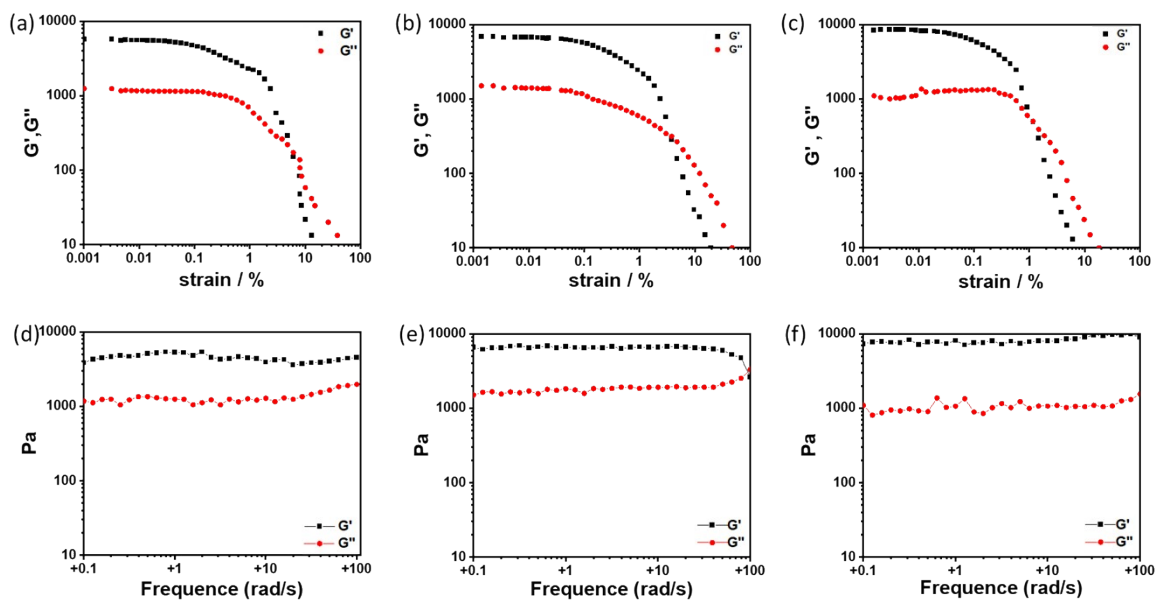 (a)
10000
1000
100
10
G',G"
G'
G"
0.001 0.01 0.1 1 10 100
strain / %
(b)
10000
1000
100
10
G' , G"
G'
G"
0.001 0.01 0.1 1 10 100
strain / %
(c)
10000
1000
100
10
G' , G"
G'
G"
0.001 0.01 0.1 1 10 100
strain / %
(d)
10000
1000
100
10
Pa
G'
G"
+0.1 +1 +10 +100
Frequence (rad/s)
(e)
10000
1000
100
10
Pa
G'
G"
+0.1 +1 +10 +100
Frequence (rad/s)
(f)
10000
1000
100
10
Pa
G'
G"
+0.1 +1 +10 +100
Frequence (rad/s)